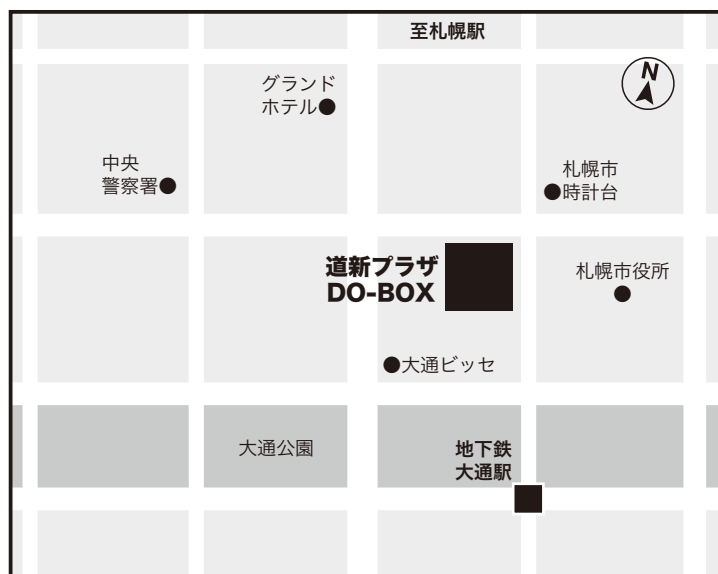 至札幌駅
N
グランド
ホテル
中央
警察署
札幌市
時計台
道新プラザ
DO-BOX
札幌市役所
大通ビッセ
大通公園
地下鉄
大通駅